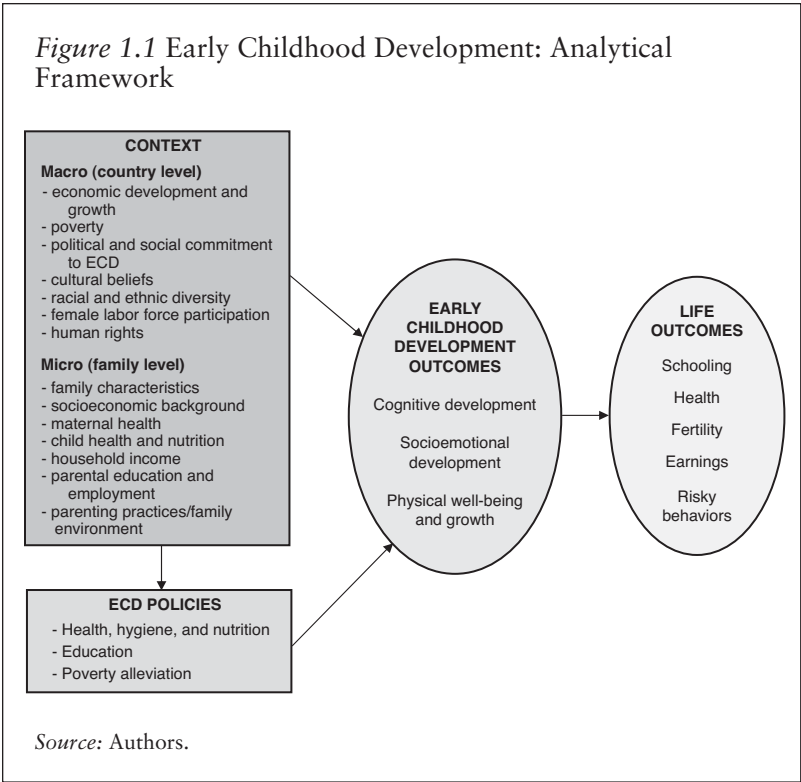 Figure 1.1 Early Childhood Development: Analytical
Framework
CONTEXT
Macro (country level)
- economic development and
growth
- poverty
- political and social commitment
to ECD
- cultural beliefs
- racial and ethnic diversity
- female labor force participation
- human rights
Micro (family level)
- family characteristics
- socioeconomic background
- maternal health
- child health and nutrition
- household income
- parental education and
employment
- parenting practices/family
environment
ECD POLICIES
- Health, hygiene, and nutrition
- Education
- Poverty alleviation
EARLY
CHILDHOOD
DEVELOPMENT
OUTCOMES
Cognitive development
Socioemotional
development
Physical well-being
and growth
LIFE
OUTCOMES
Schooling
Health
Fertility
Earnings
Risky
behaviors
Source: Authors.